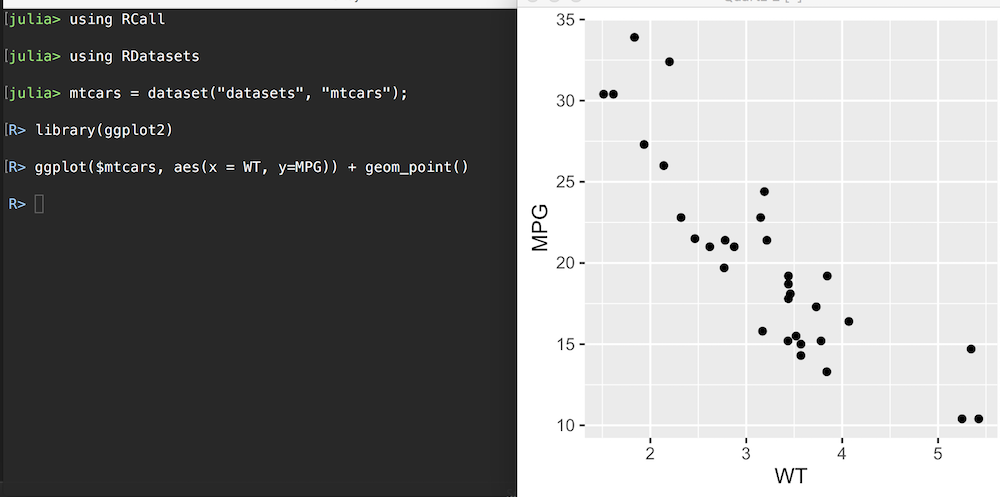 [julia> using RCall
[julia> using RDatasets
[julia> mtcars = dataset("datasets", "mtcars");
[R> library(ggplot2)
[R> ggplot($mtcars, aes(x = WT, y=MPG)) + geom_point()
R>
35
30
25
20
15
10
MPG
2 3 4 5
WT